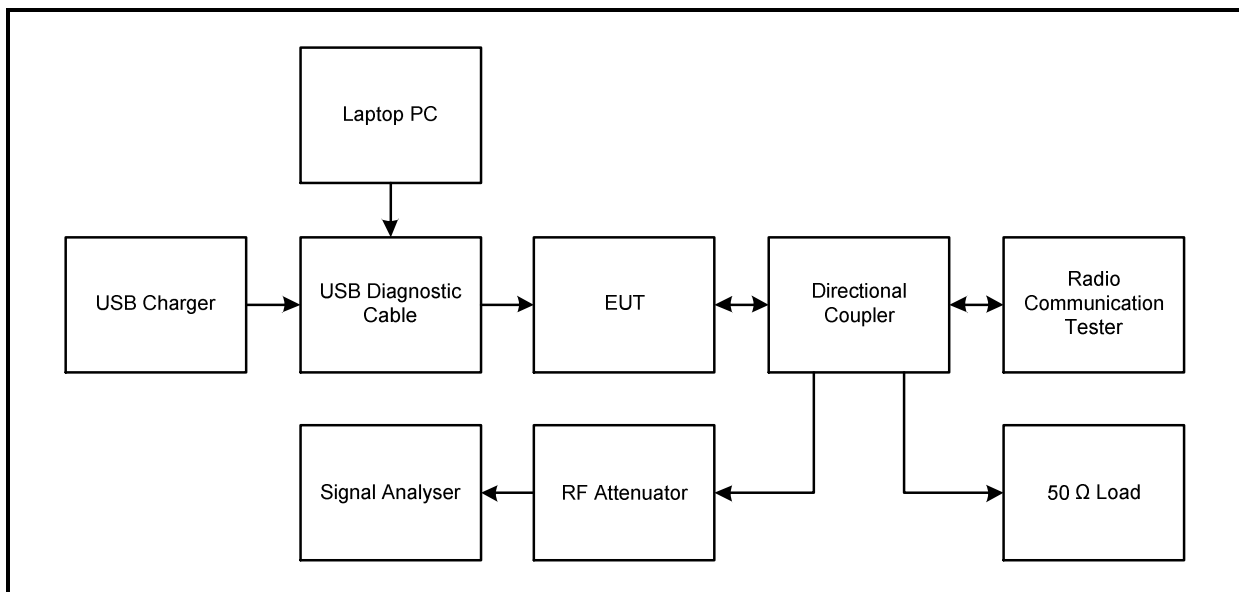 Laptop PC
USB Charger
USB Diagnostic
Cable
EUT
Directional
Coupler
Radio
Communication
Tester
Signal Analyser
RF Attenuator
50 Ω Load